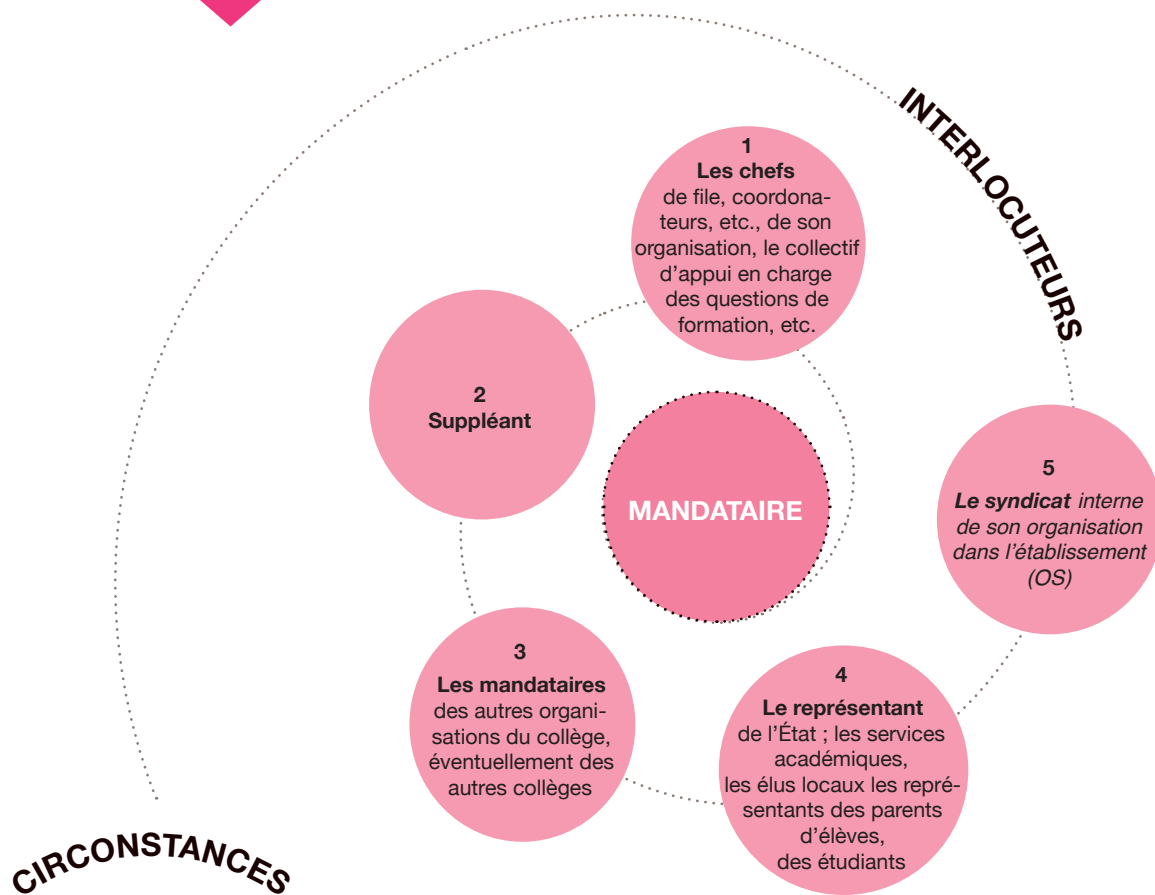 INTERLOCUTEURS
1
Les chefs
de file, coordona-
teurs, etc., de son
organisation, le collectif
d'appui en charge
des questions de
formation, etc.
2
Suppléant
MANDATAIRE
5
Le syndicat interne
de son organisation
dans l'établissement
(OS)
3
Les mandataires
des autres organi-
sations du collège,
éventuellement des
autres collèges
4
Le représentant
de l'État ; les services
académiques,
les élus locaux les repré-
sentants des parents
d'élèves,
des étudiants
CIRCONSTANCES